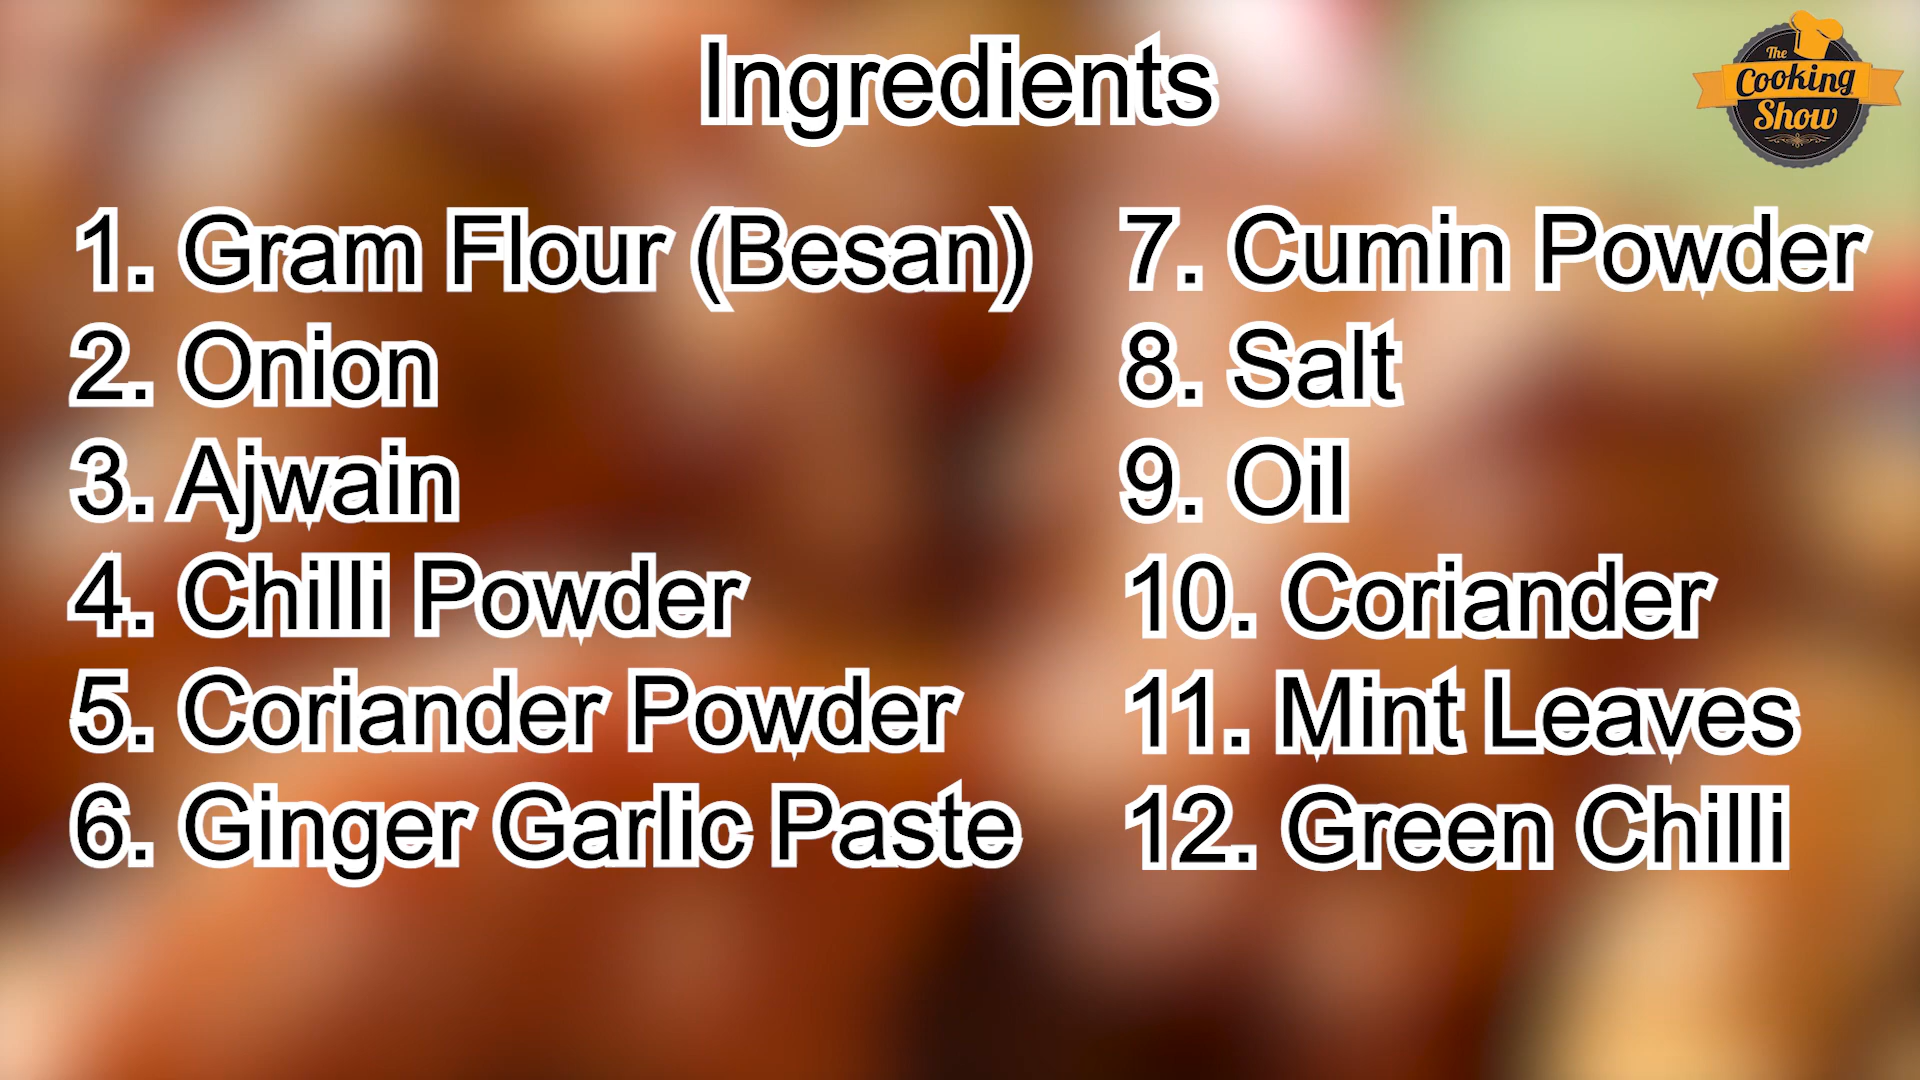 Ingredients
The
Cooking
Show
1. Gram Flour (Besan)
2. Onion
3. Ajwain
4. Chilli Powder
5. Coriander Powder
6. Ginger Garlic Paste
7. Cumin Powder
8. Salt
9. Oil
10. Coriander
11. Mint Leaves
12. Green Chilli